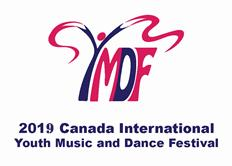 YMDF
2019 Canada International
Youth Music and Dance Festival